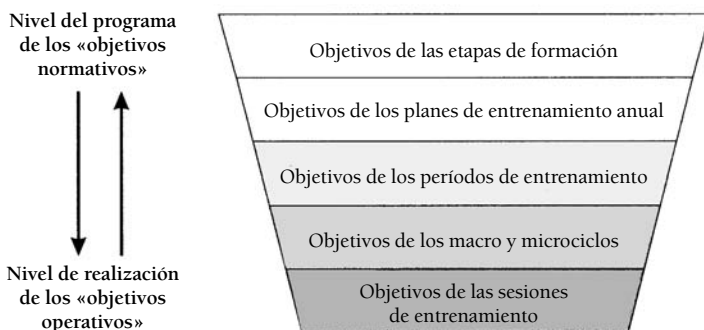 Nivel del programa
de los «objetivos
normativos»
Objetivos de las etapas de formación
Objetivos de los planes de entrenamiento anual
Objetivos de los períodos de entrenamiento
Objetivos de los macro y microciclos
Nivel de realización
de los «objetivos
operativos»
Objetivos de las sesiones
de entrenamiento